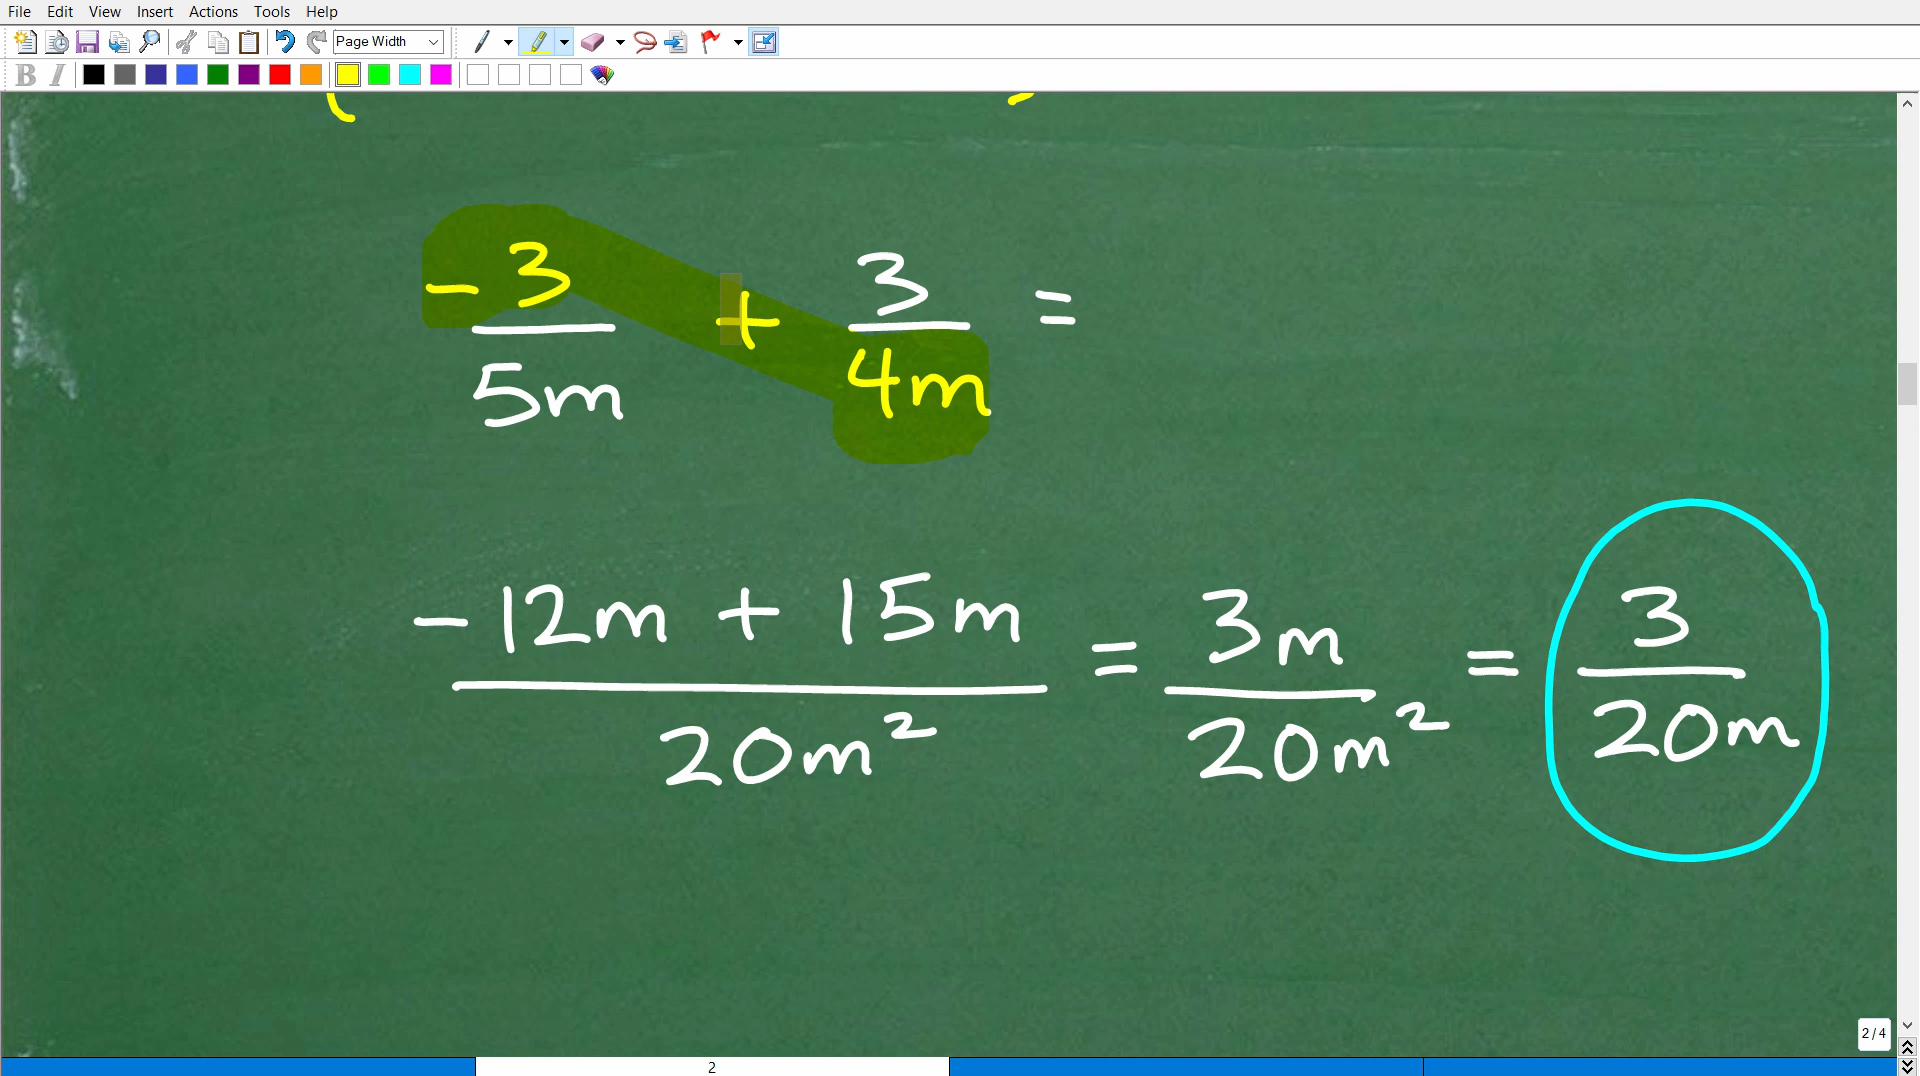 File Edit View Insert Actions Tools Help
Page Width
B I
-3/5m + 3/4m =
(-12m + 15m)/20m² = 3m/20m² = 3/20m
2 / 4
2